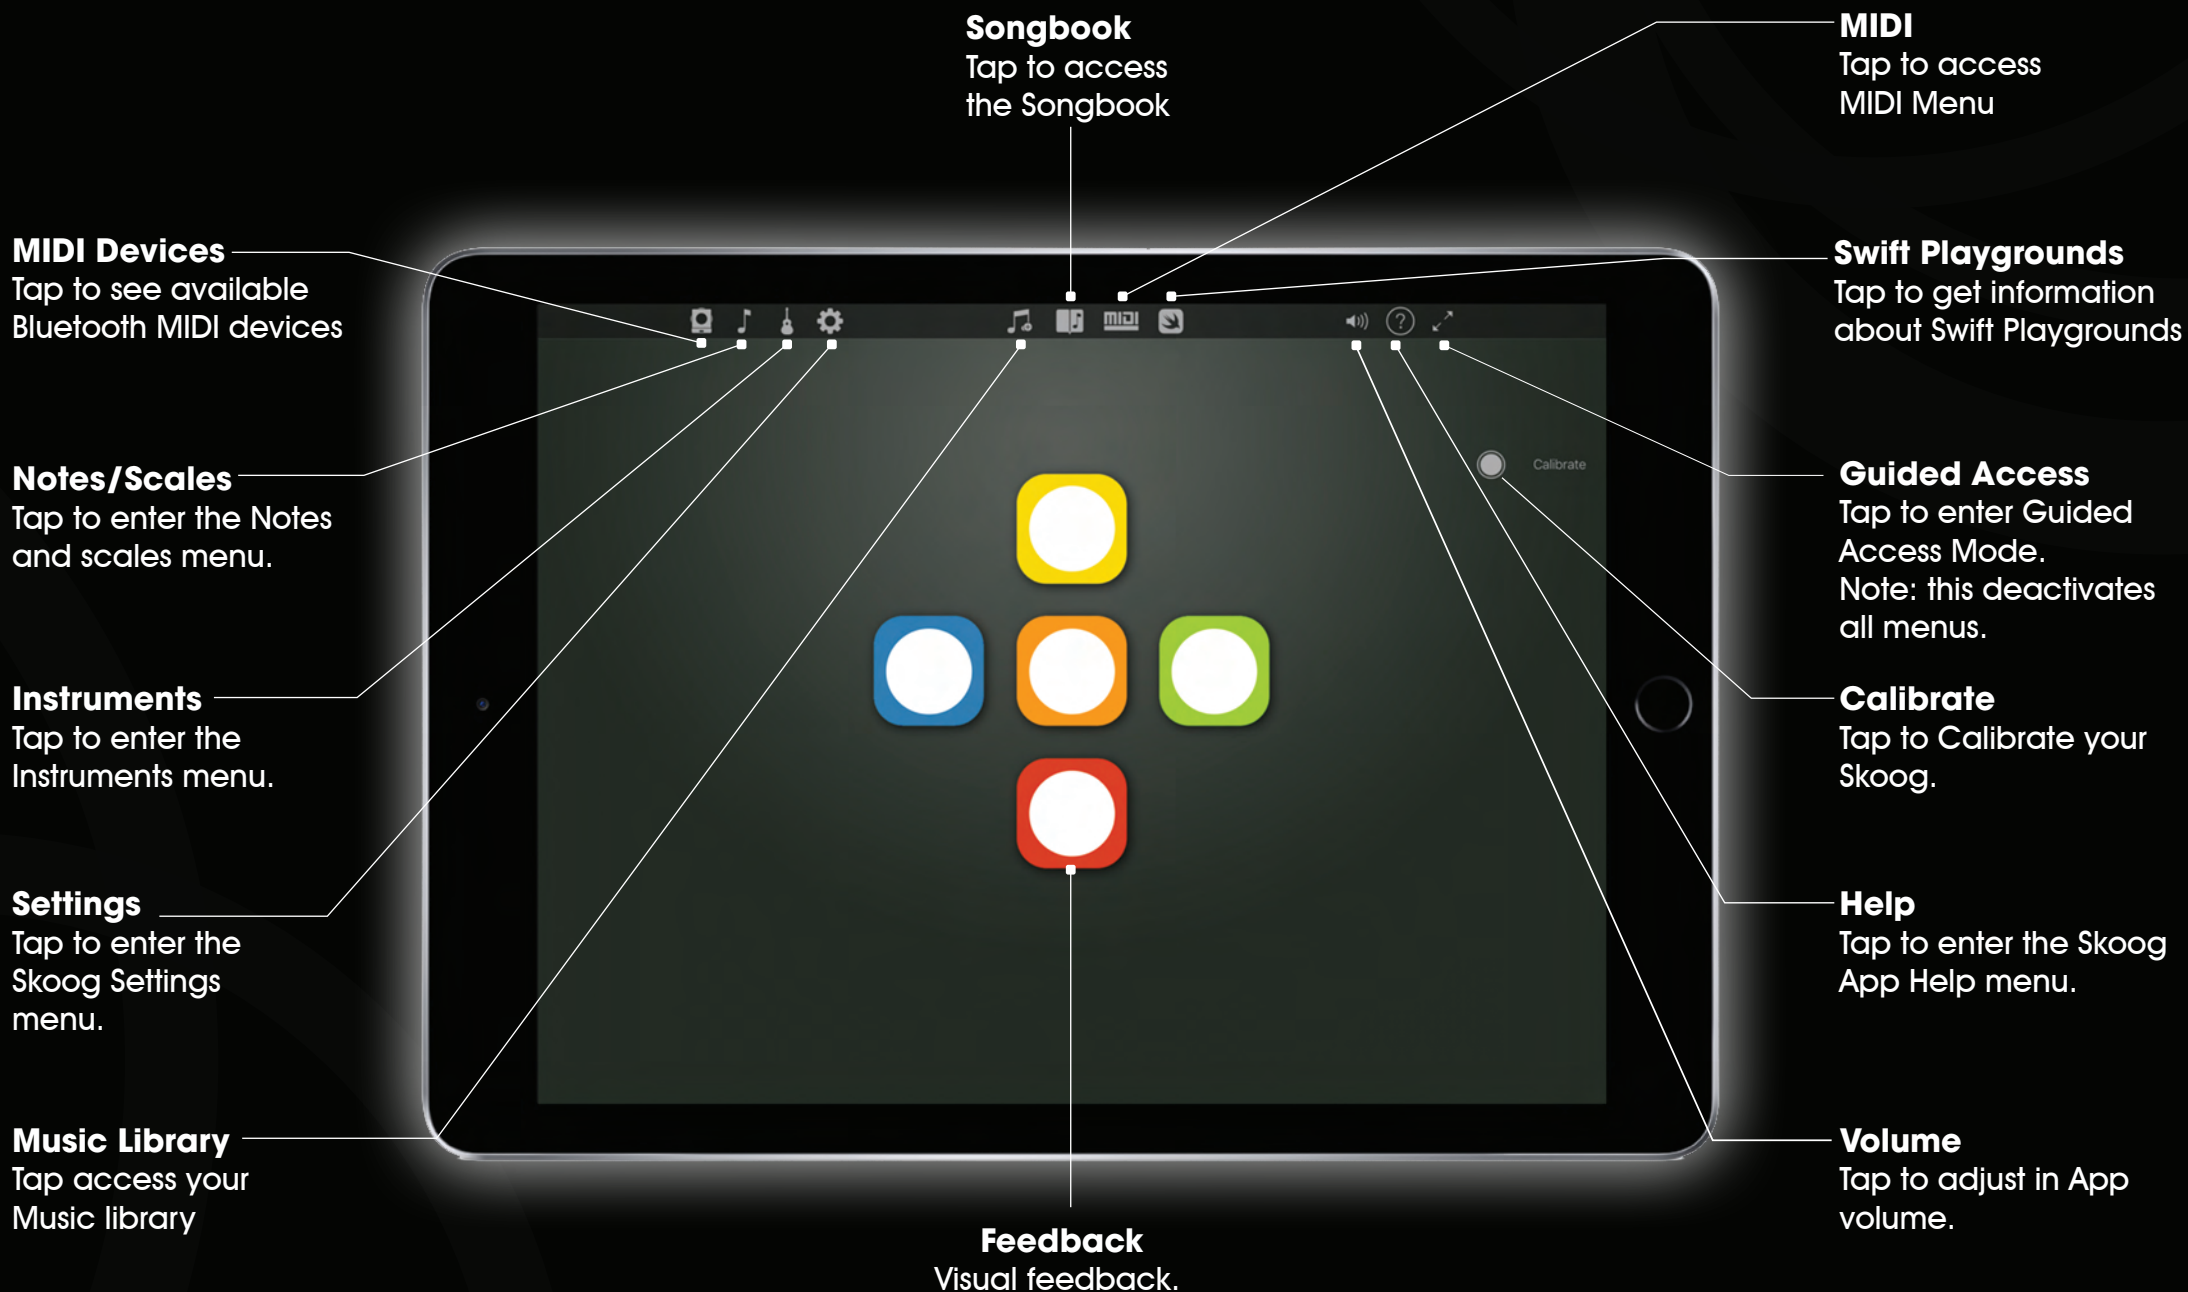 Songbook
Tap to access
the Songbook
MIDI
Tap to access
MIDI Menu
MIDI Devices
Tap to see available
Bluetooth MIDI devices
Swift Playgrounds
Tap to get information
about Swift Playgrounds
MIDI
?
Calibrate
Notes/Scales
Tap to enter the Notes
and scales menu.
Guided Access
Tap to enter Guided
Access Mode.
Note: this deactivates
all menus.
Instruments
Tap to enter the
Instruments menu.
Calibrate
Tap to Calibrate your
Skoog.
Settings
Tap to enter the
Skoog Settings
menu.
Help
Tap to enter the Skoog
App Help menu.
Music Library
Tap access your
Music library
Volume
Tap to adjust in App
volume.
Feedback
Visual feedback.